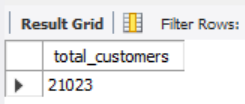 Result Grid Filter Rows:
total_customers
21023